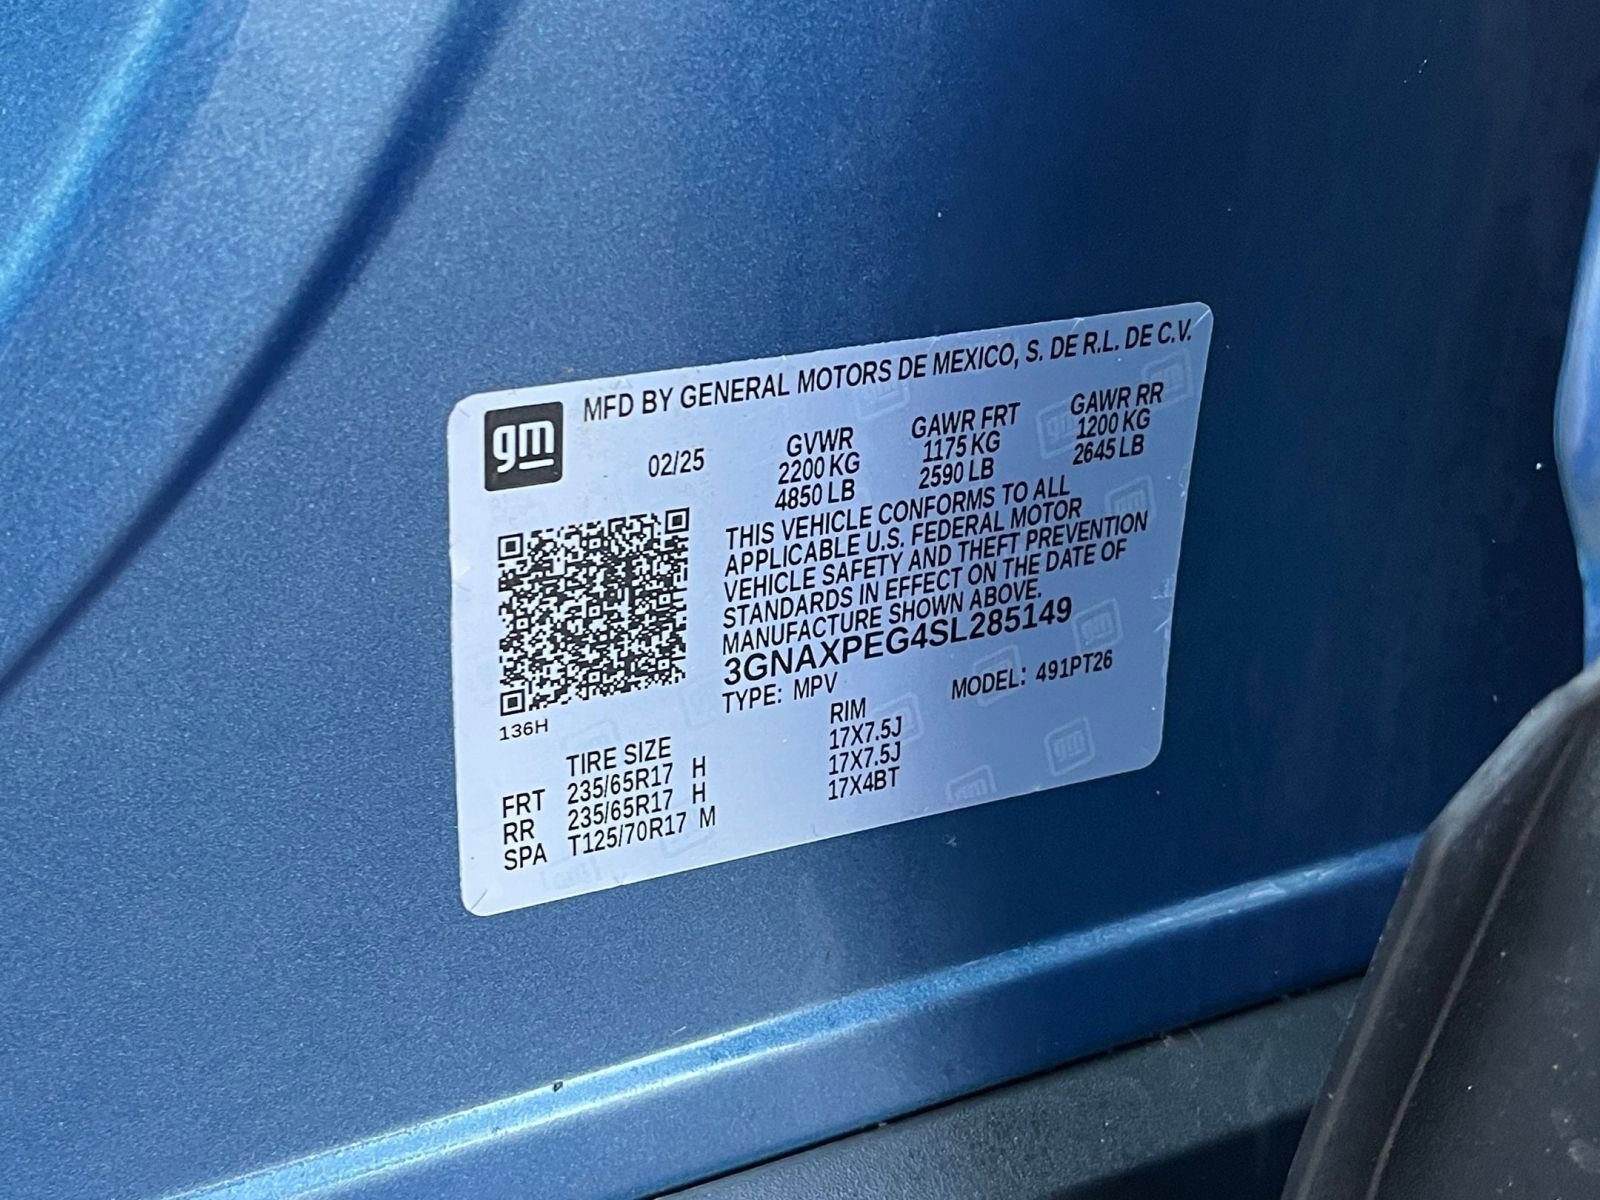 gm
MFD BY GENERAL MOTORS DE MEXICO, S. DE R.L. DE C.V.
02/25 GVWR GAWR FRT GAWR RR
2200 KG 1175 KG 1200 KG
4850 LB 2590 LB 2645 LB
THIS VEHICLE CONFORMS TO ALL
APPLICABLE U.S. FEDERAL MOTOR
VEHICLE SAFETY AND THEFT PREVENTION
STANDARDS IN EFFECT ON THE DATE OF
MANUFACTURE SHOWN ABOVE.
3GNAXPEG4SL285149
TYPE: MPV MODEL: 491PT26
136H
TIRE SIZE RIM
FRT 235/65R17 H 17X7.5J
RR 235/65R17 H 17X7.5J
SPA T125/70R17 M 17X4BT